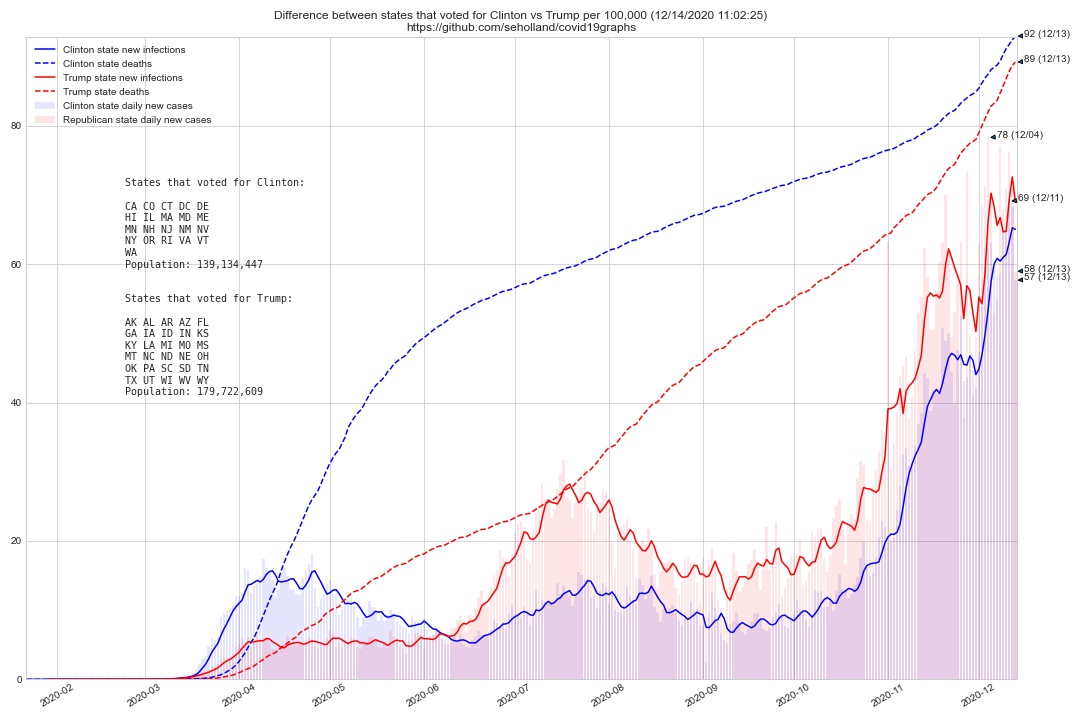 Difference between states that voted for Clinton vs Trump per 100,000 (12/14/2020 11:02:25)
https://github.com/seholland/covid19graphs
Clinton state new infections
Clinton state deaths
Trump state new infections
Trump state deaths
Clinton state daily new cases
Republican state daily new cases
States that voted for Clinton:
CA CO CT DC DE
HI IL MA MD ME
MN NH NJ NM NV
NY OR RI VA VT
WA
Population: 139,134,447
States that voted for Trump:
AK AL AR AZ FL
GA IA ID IN KS
KY LA MI MO MS
MT NC ND NE OH
OK PA SC SD TN
TX UT WI WV WY
Population: 179,722,609
92 (12/13)
89 (12/13)
78 (12/04)
69 (12/11)
58 (12/13)
57 (12/13)
80
60
40
20
0
2020-02
2020-03
2020-04
2020-05
2020-06
2020-07
2020-08
2020-09
2020-10
2020-11
2020-12